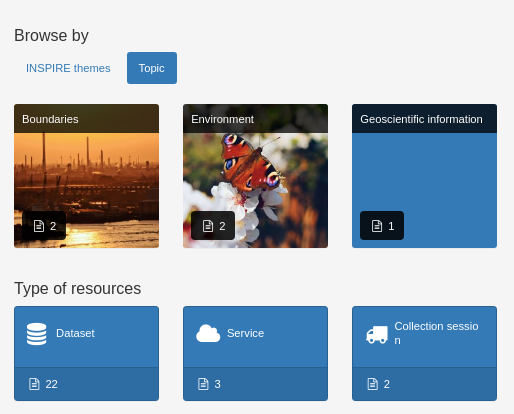 Browse by
INSPIRE themes
Topic
Boundaries
Environment
Geoscientific information
2
2
1
Type of resources
Dataset
Service
Collection sessio
n
22
3
2